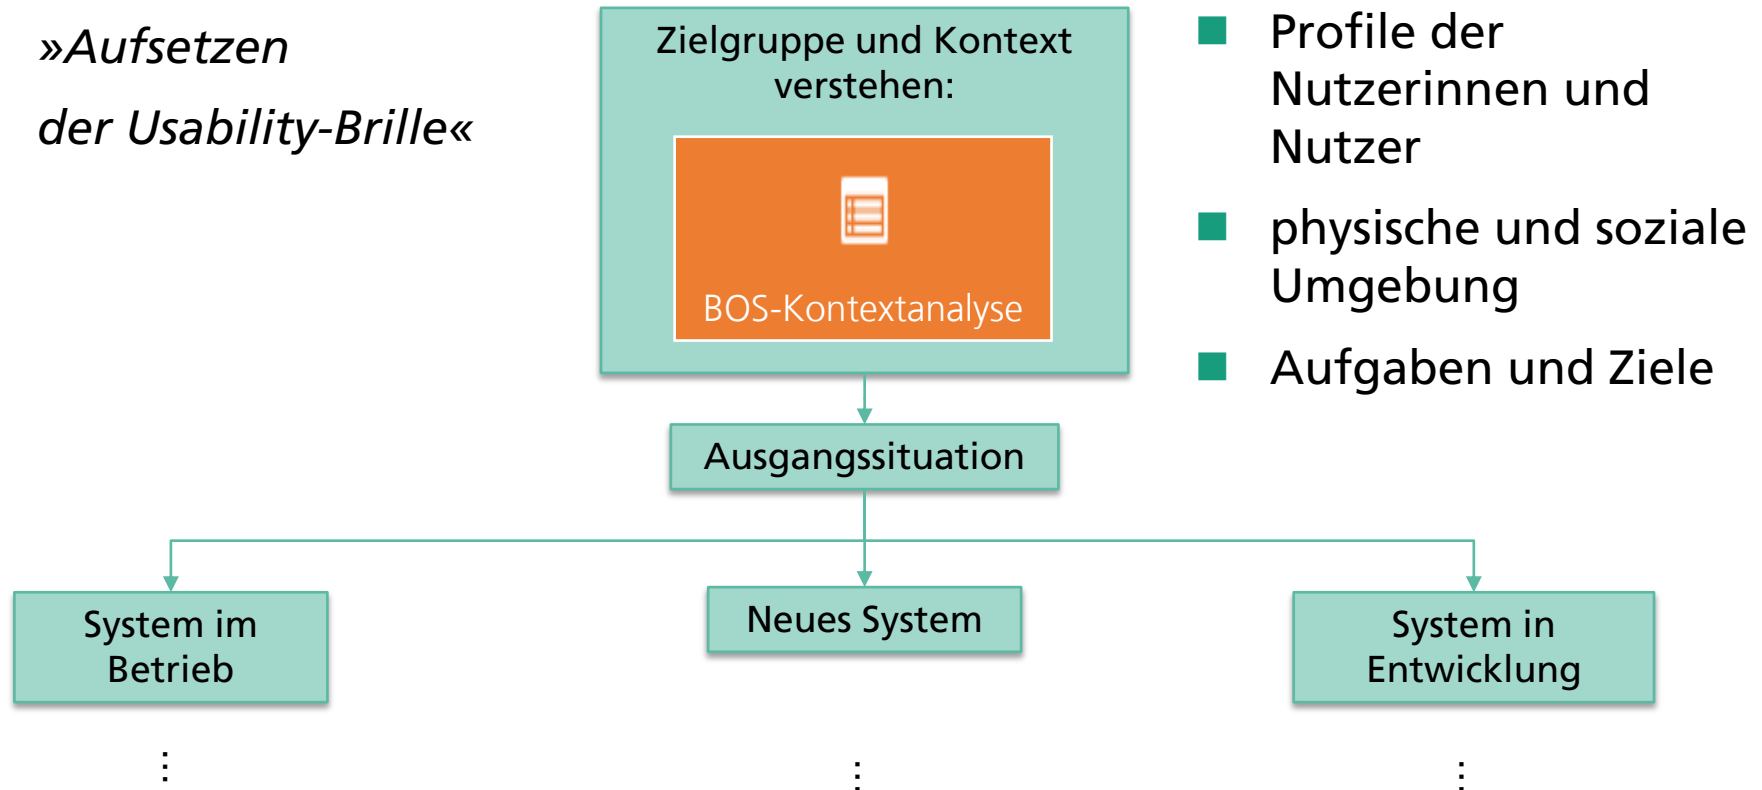 »Aufsetzen
der Usability-Brille«
Zielgruppe und Kontext
verstehen:
BOS-Kontextanalyse
Profile der
Nutzerinnen und
Nutzer
physische und soziale
Umgebung
Aufgaben und Ziele
Ausgangssituation
System im
Betrieb
Neues System
System in
Entwicklung
⋮
⋮
⋮